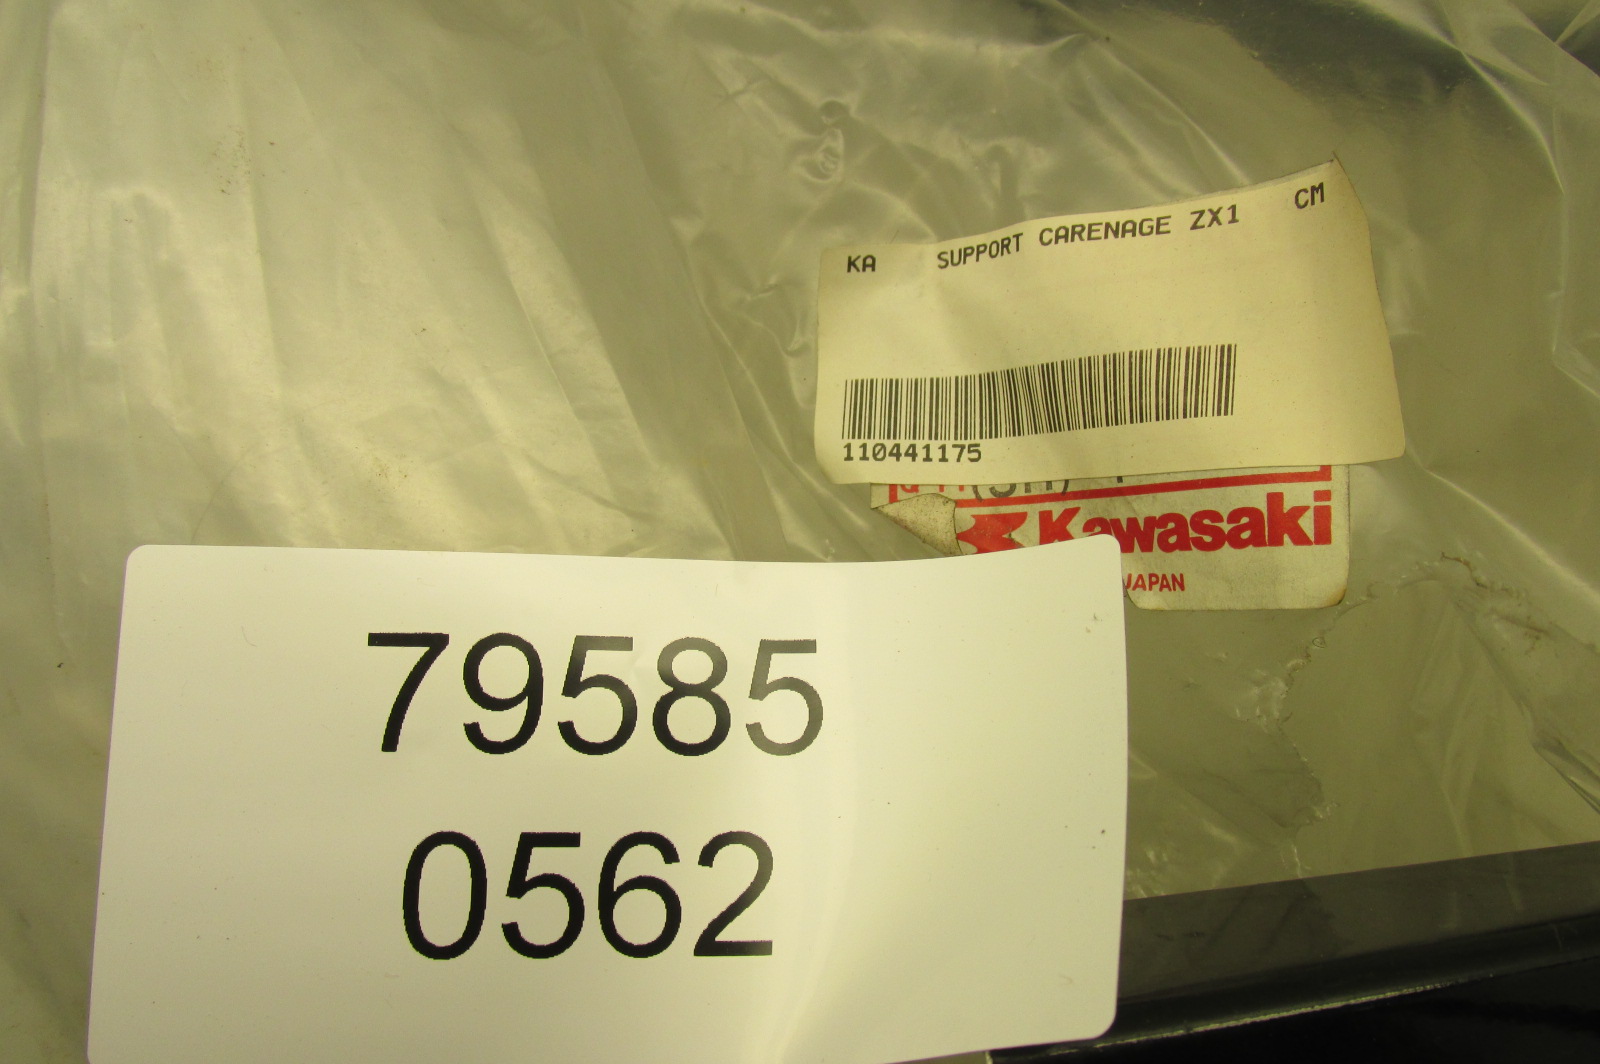 KA SUPPORT CARENAGE ZX1 CM
110441175
Kawasaki
JAPAN
79585
0562